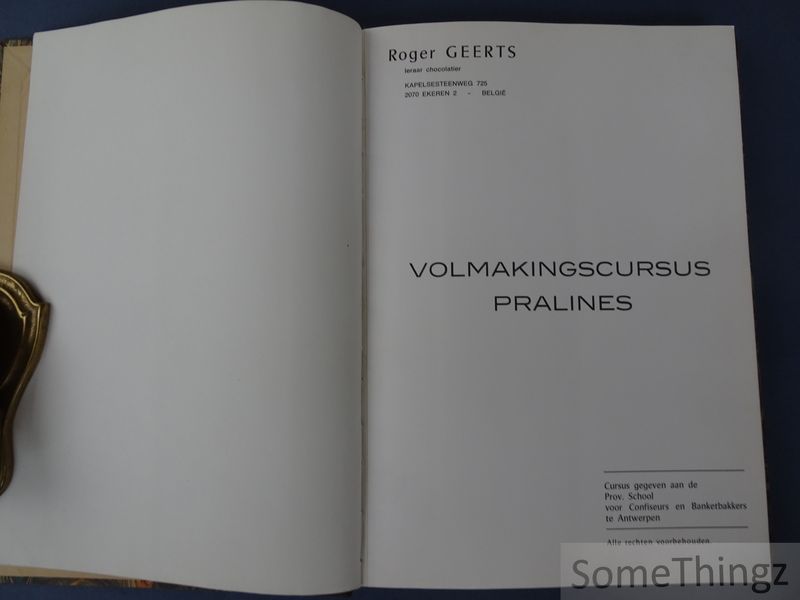 Roger GEERTS
leraar chocolatier
KAPELSESTEENWEG 725
2070 EKEREN 2 - BELGIË
VOLMAKINGSCURSUS
PRALINES
Cursus gegeven aan de
Prov. School
voor Confiseurs en Banketbakkers
te Antwerpen
Alle rechten voorbehouden.
SomeThingz